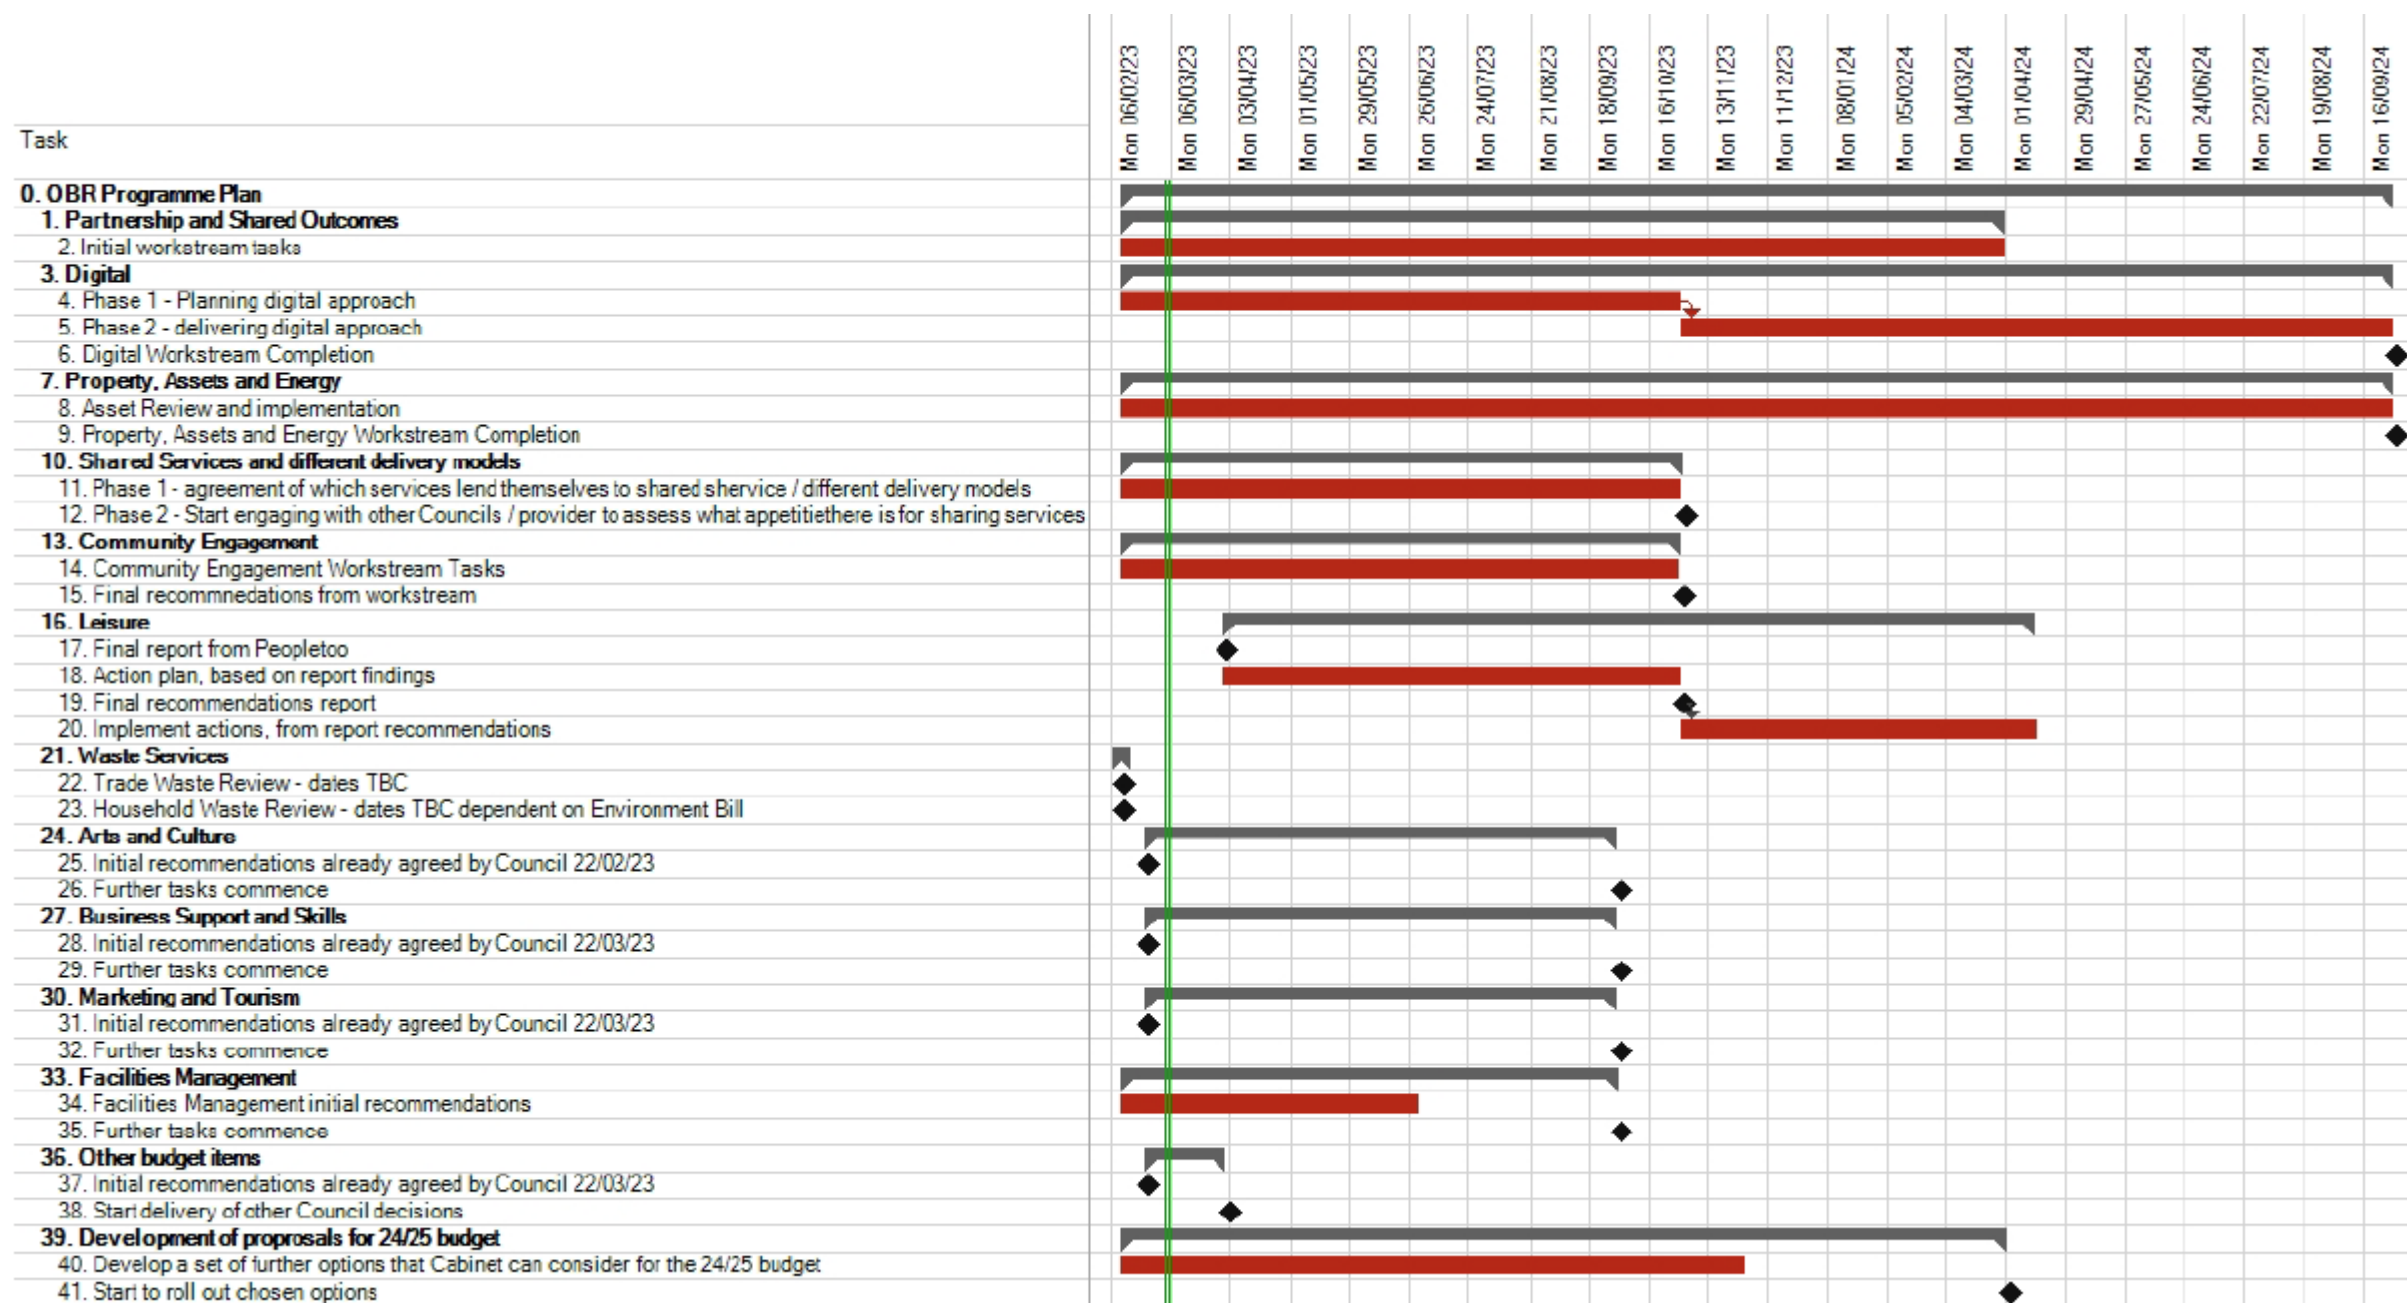 Task
Mon 06/02/23
Mon 06/03/23
Mon 03/04/23
Mon 01/05/23
Mon 29/05/23
Mon 26/06/23
Mon 24/07/23
Mon 21/08/23
Mon 18/09/23
Mon 16/10/23
Mon 13/11/23
Mon 11/12/23
Mon 08/01/24
Mon 05/02/24
Mon 04/03/24
Mon 01/04/24
Mon 29/04/24
Mon 27/05/24
Mon 24/06/24
Mon 22/07/24
Mon 19/08/24
Mon 16/09/24
0. OBR Programme Plan
1. Partnership and Shared Outcomes
2. Initial workstream tasks
3. Digital
4. Phase 1 - Planning digital approach
5. Phase 2 - delivering digital approach
6. Digital Workstream Completion
7. Property, Assets and Energy
8. Asset Review and implementation
9. Property, Assets and Energy Workstream Completion
10. Shared Services and different delivery models
11. Phase 1 - agreement of which services lend themselves to shared shervice / different delivery models
12. Phase 2 - Start engaging with other Councils / provider to assess what appetitiethere is for sharing services
13. Community Engagement
14. Community Engagement Workstream Tasks
15. Final recommnedations from workstream
16. Leisure
17. Final report from Peopletoo
18. Action plan, based on report findings
19. Final recommendations report
20. Implement actions, from report recommendations
21. Waste Services
22. Trade Waste Review - dates TBC
23. Household Waste Review - dates TBC dependent on Environment Bill
24. Arts and Culture
25. Initial recommendations already agreed by Council 22/02/23
26. Further tasks commence
27. Business Support and Skills
28. Initial recommendations already agreed by Council 22/03/23
29. Further tasks commence
30. Marketing and Tourism
31. Initial recommendations already agreed by Council 22/03/23
32. Further tasks commence
33. Facilities Management
34. Facilities Management initial recommendations
35. Further tasks commence
36. Other budget items
37. Initial recommendations already agreed by Council 22/03/23
38. Start delivery of other Council decisions
39. Development of proprosals for 24/25 budget
40. Develop a set of further options that Cabinet can consider for the 24/25 budget
41. Start to roll out chosen options